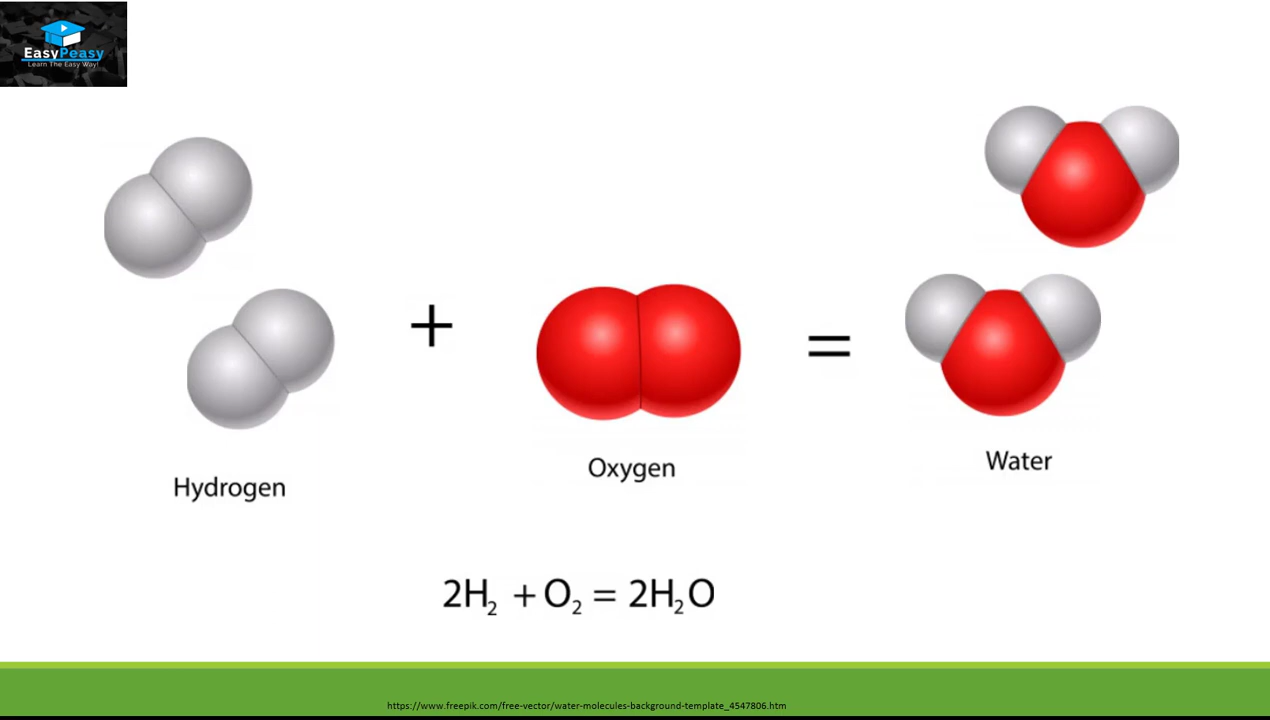 EasyPeasy
Learn The Easy Way!
+
=
Hydrogen
Oxygen
Water
2H₂ + O₂ = 2H₂O
https://www.freepik.com/free-vector/water-molecules-background-template_4547806.htm